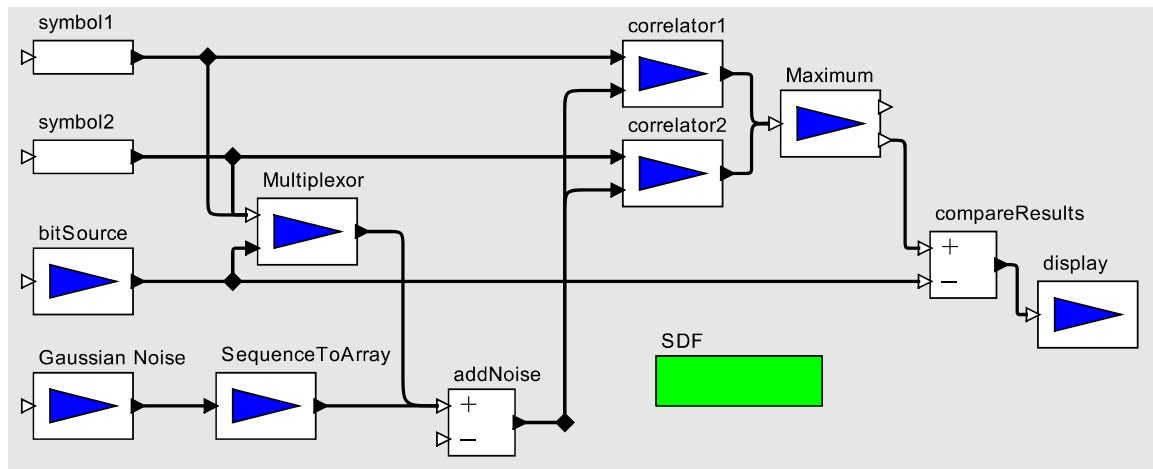 symbol1
correlator1
Maximum
symbol2
correlator2
Multiplexor
bitSource
compareResults
+
−
display
SDF
Gaussian Noise
SequenceToArray
addNoise
+
−